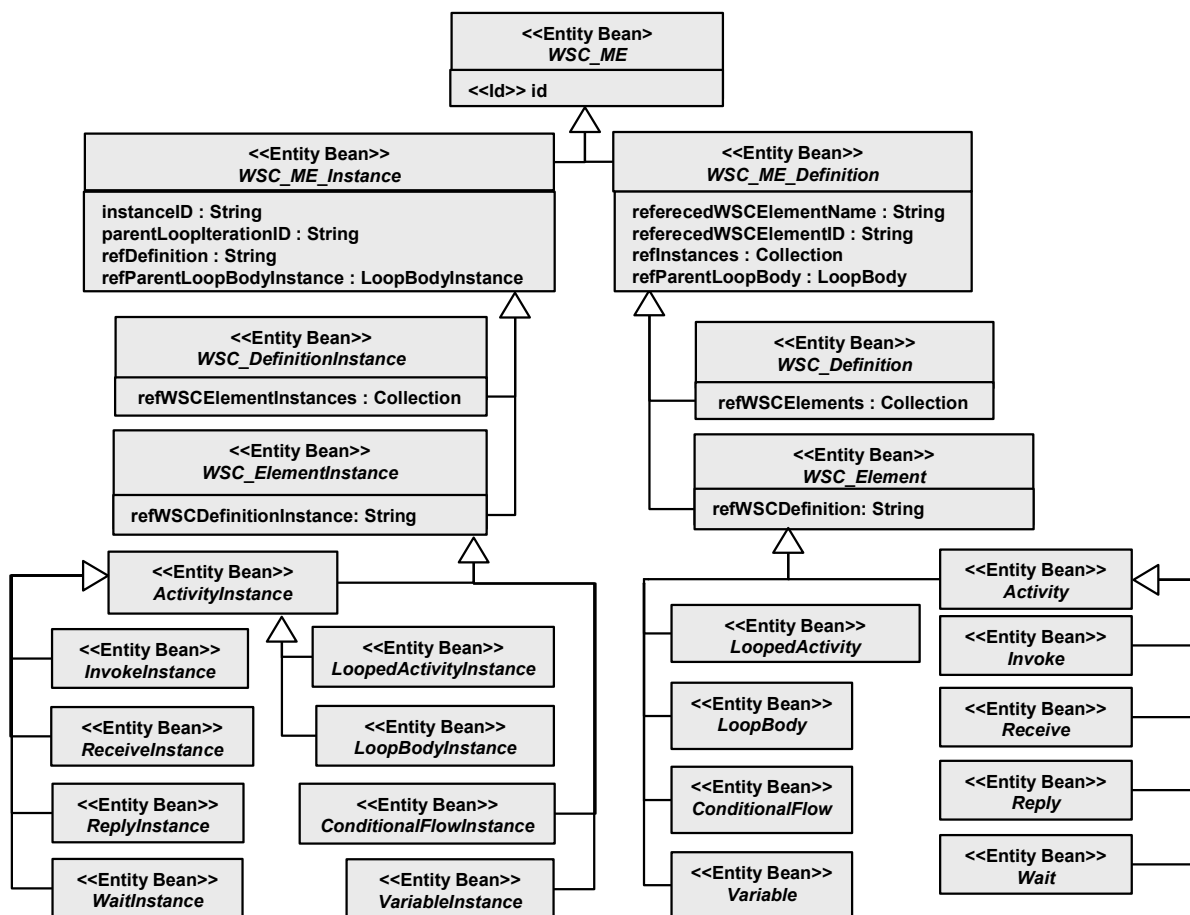 <<Entity Bean>
WSC_ME
<<Id>> id
<<Entity Bean>>
WSC_ME_Instance
instanceID : String
parentLoopIterationID : String
refDefinition : String
refParentLoopBodyInstance : LoopBodyInstance
<<Entity Bean>>
WSC_ME_Definition
referecedWSCElementName : String
referecedWSCElementID : String
refInstances : Collection
refParentLoopBody : LoopBody
<<Entity Bean>>
WSC_DefinitionInstance
refWSCElementInstances : Collection
<<Entity Bean>>
WSC_Definition
refWSCElements : Collection
<<Entity Bean>>
WSC_ElementInstance
refWSCDefinitionInstance: String
<<Entity Bean>>
WSC_Element
refWSCDefinition: String
<<Entity Bean>>
ActivityInstance
<<Entity Bean>>
InvokeInstance
<<Entity Bean>>
LoopedActivityInstance
<<Entity Bean>>
ReceiveInstance
<<Entity Bean>>
LoopBodyInstance
<<Entity Bean>>
ReplyInstance
<<Entity Bean>>
ConditionalFlowInstance
<<Entity Bean>>
WaitInstance
<<Entity Bean>>
VariableInstance
<<Entity Bean>>
Activity
<<Entity Bean>>
LoopedActivity
<<Entity Bean>>
Invoke
<<Entity Bean>>
LoopBody
<<Entity Bean>>
Receive
<<Entity Bean>>
ConditionalFlow
<<Entity Bean>>
Reply
<<Entity Bean>>
Variable
<<Entity Bean>>
Wait